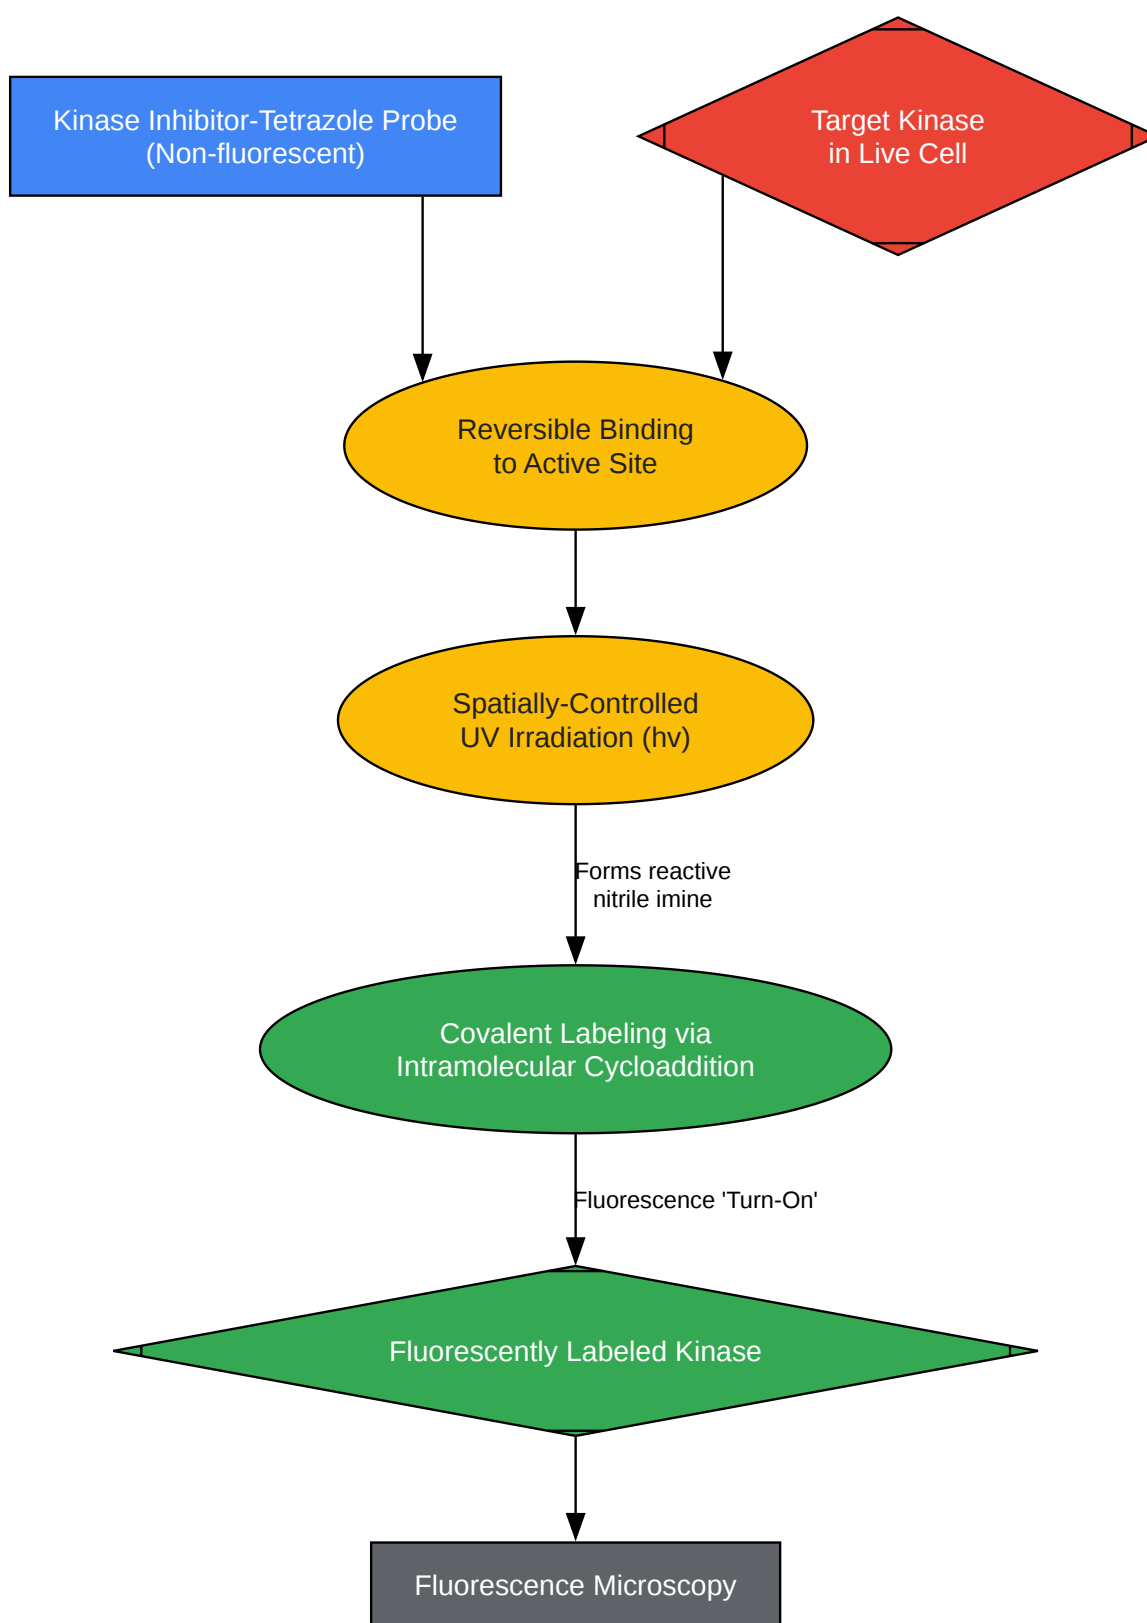 Kinase Inhibitor-Tetrazole Probe
(Non-fluorescent)
Target Kinase
in Live Cell
Reversible Binding
to Active Site
Spatially-Controlled
UV Irradiation (hv)
Forms reactive
nitrile imine
Covalent Labeling via
Intramolecular Cycloaddition
Fluorescence 'Turn-On'
Fluorescently Labeled Kinase
Fluorescence Microscopy